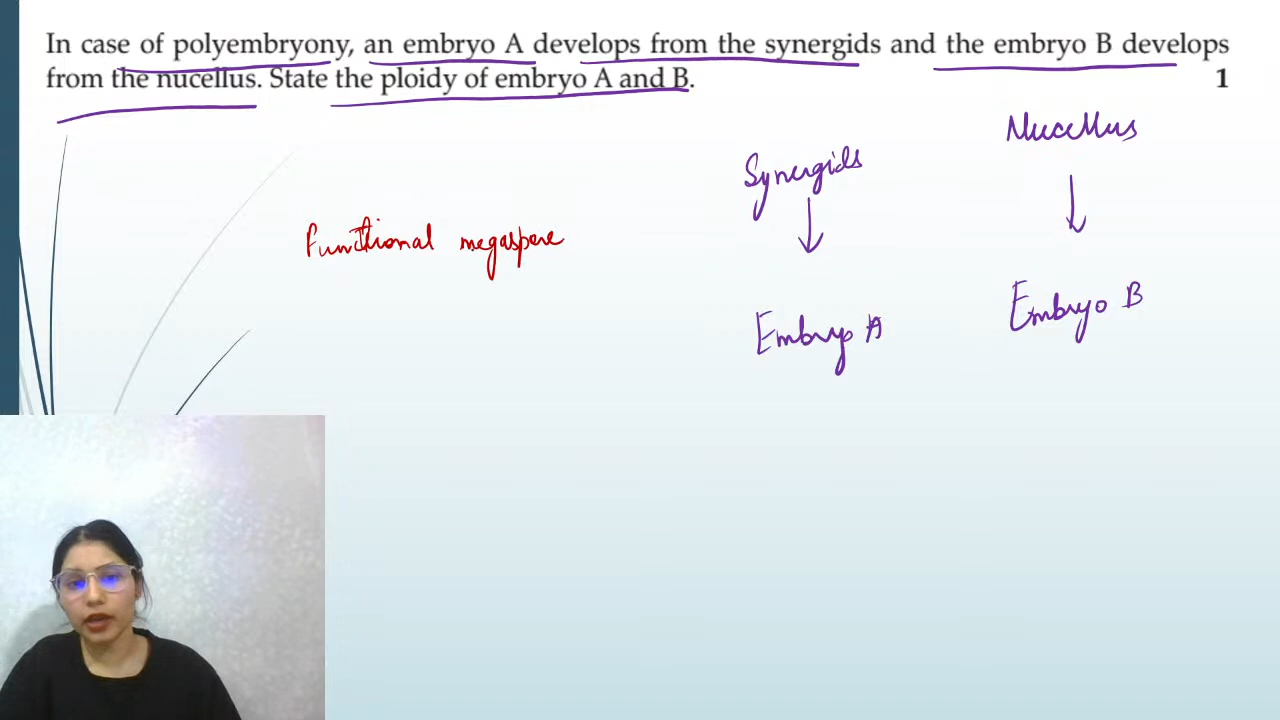 In case of polyembryony, an embryo A develops from the synergids and the embryo B develops
from the nucellus. State the ploidy of embryo A and B. 1
Nucellus
Synergids
Functional megaspore
Embryo B
Embryo A